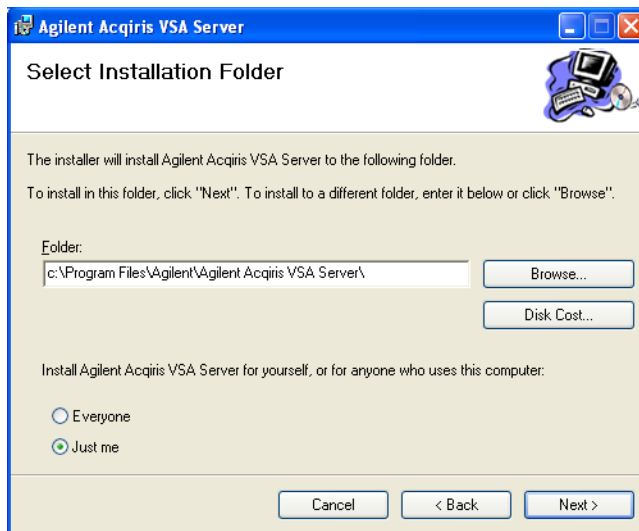 Agilent Acqiris VSA Server
Select Installation Folder
The installer will install Agilent Acqiris VSA Server to the following folder.
To install in this folder, click "Next". To install to a different folder, enter it below or click "Browse".
Folder:
c:\Program Files\Agilent\Agilent Acqiris VSA Server\
Browse...
Disk Cost...
Install Agilent Acqiris VSA Server for yourself, or for anyone who uses this computer:
Everyone
Just me
Cancel
< Back
Next >